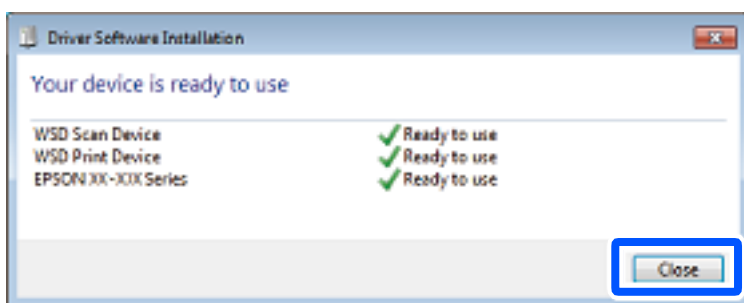 Driver Software Installation
Your device is ready to use
WSD Scan Device Ready to use
WSD Print Device Ready to use
EPSON XX-XXX Series Ready to use
Close